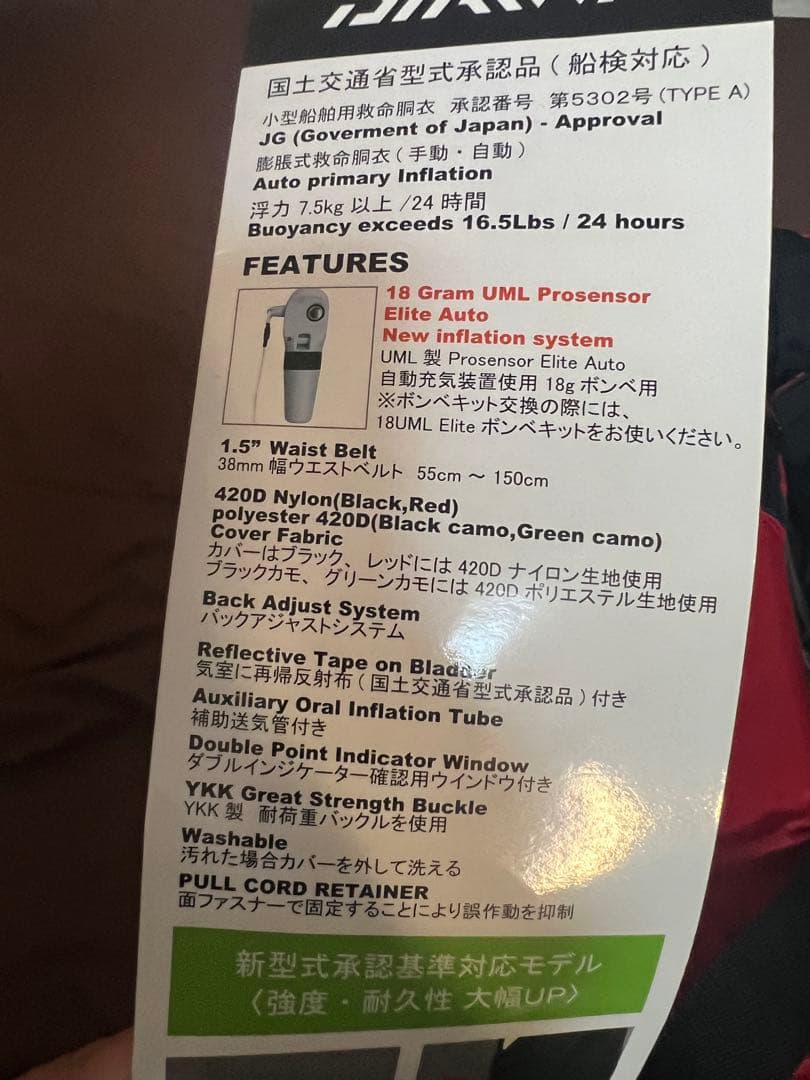 DAIWA
国土交通省型式承認品（船検対応）
小型船舶用救命胴衣 承認番号 第5302号(TYPE A)
JG (Goverment of Japan) - Approval
膨脹式救命胴衣（手動・自動）
Auto primary Inflation
浮力 7.5kg 以上 /24 時間
Buoyancy exceeds 16.5Lbs / 24 hours
FEATURES
18 Gram UML Prosensor
Elite Auto
New inflation system
UML 製 Prosensor Elite Auto
自動充気装置使用 18g ボンベ用
※ボンベキット交換の際には、
18UML Elite ボンベキットをお使いください。
1.5” Waist Belt
38mm 幅ウエストベルト 55cm ～ 150cm
420D Nylon(Black,Red)
polyester 420D(Black camo,Green camo)
Cover Fabric
カバーはブラック、レッドには 420D ナイロン生地使用
ブラックカモ、グリーンカモには 420D ポリエステル生地使用
Back Adjust System
バックアジャストシステム
Reflective Tape on Bladder
気室に再帰反射布（国土交通省型式承認品）付き
Auxiliary Oral Inflation Tube
補助送気管付き
Double Point Indicator Window
ダブルインジケーター確認用ウインドウ付き
YKK Great Strength Buckle
YKK 製 耐荷重バックルを使用
Washable
汚れた場合カバーを外して洗える
PULL CORD RETAINER
面ファスナーで固定することにより誤作動を抑制
新型式承認基準対応モデル
〈強度・耐久性 大幅UP〉